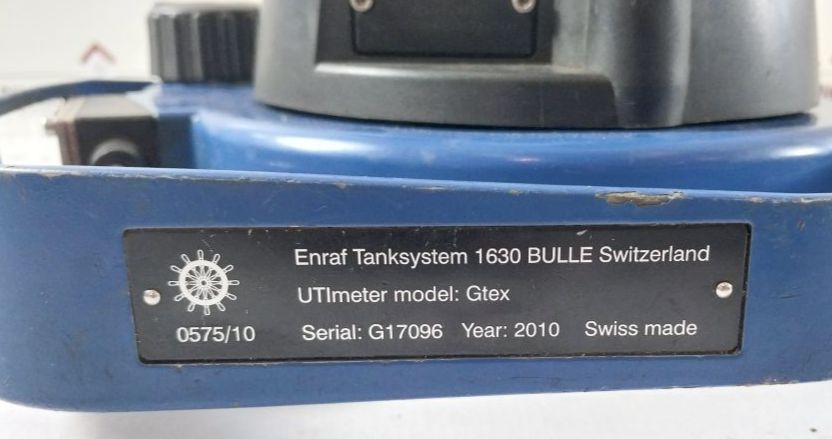 Enraf Tanksystem 1630 BULLE Switzerland
UTImeter model: Gtex
0575/10
Serial: G17096 Year: 2010 Swiss made